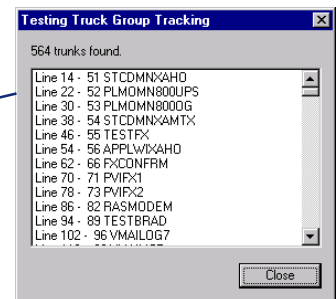 Testing Truck Group Tracking
564 trunks found.
Line 14 - 51 STCDMNXAHO
Line 22 - 52 PLMOMN800UPS
Line 30 - 53 PLMOMN800OG
Line 38 - 54 STCDMNXAMTX
Line 46 - 55 TESTFX
Line 54 - 56 APPLWIXAHO
Line 62 - 66 FXCONFRM
Line 70 - 71 PVIFX1
Line 78 - 73 PVIFX2
Line 86 - 82 RASMODEM
Line 94 - 89 TESTBRAD
Line 102 - 96 VMAILOG7
Close